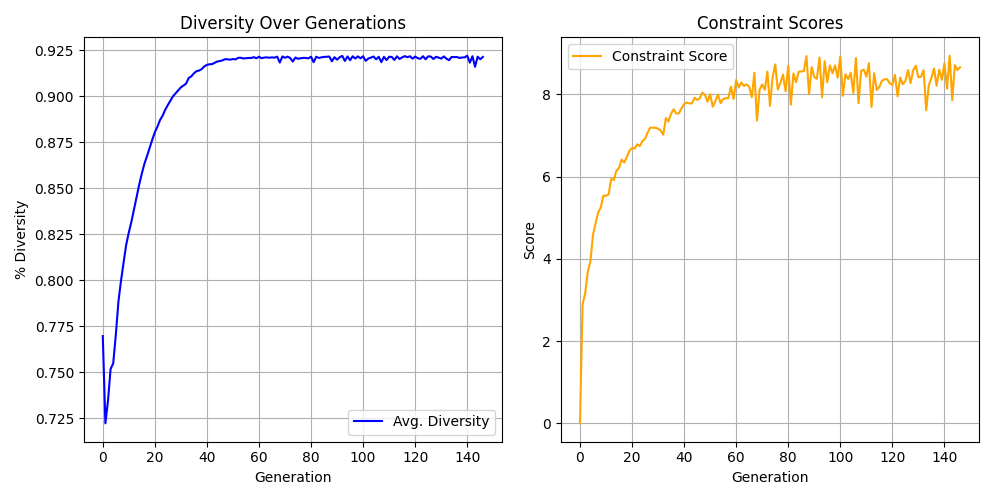 Diversity Over Generations
% Diversity
0.925
0.900
0.875
0.850
0.825
0.800
0.775
0.750
0.725
Avg. Diversity
0 20 40 60 80 100 120 140
Generation
Constraint Scores
Score
8
6
4
2
0
Constraint Score
0 20 40 60 80 100 120 140
Generation